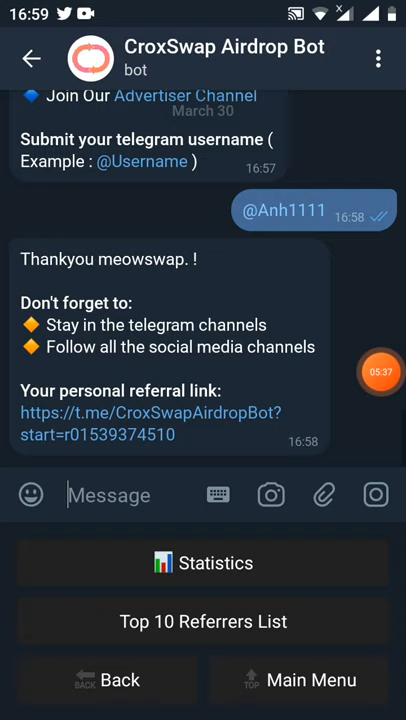 16:59
CroxSwap Airdrop Bot
bot
Join Our Advertiser Channel
March 30
Submit your telegram username (
Example : @Username )
16:57
@Anh1111 16:58
Thankyou meowswap. !
Don't forget to:
Stay in the telegram channels
Follow all the social media channels
05:37
Your personal referral link:
https://t.me/CroxSwapAirdropBot?
start=r01539374510
16:58
Message
Statistics
Top 10 Referrers List
BACK Back
TOP Main Menu